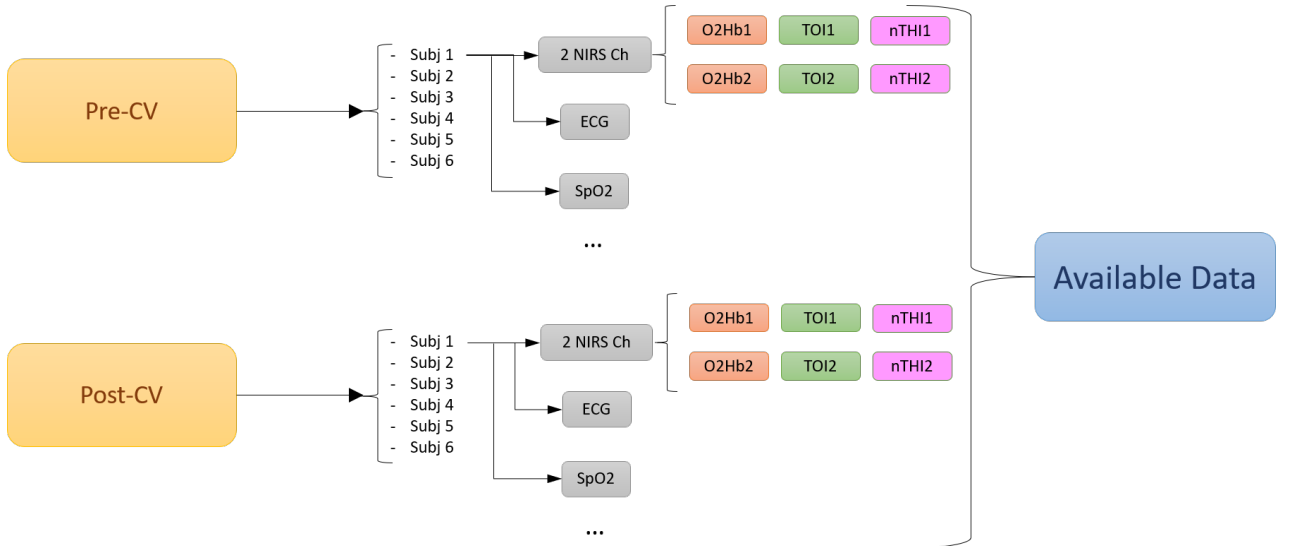 Pre-CV
- Subj 1
- Subj 2
- Subj 3
- Subj 4
- Subj 5
- Subj 6
2 NIRS Ch
ECG
SpO2
...
O2Hb1 TOI1 nTHI1
O2Hb2 TOI2 nTHI2
Post-CV
- Subj 1
- Subj 2
- Subj 3
- Subj 4
- Subj 5
- Subj 6
2 NIRS Ch
ECG
SpO2
...
O2Hb1 TOI1 nTHI1
O2Hb2 TOI2 nTHI2
Available Data